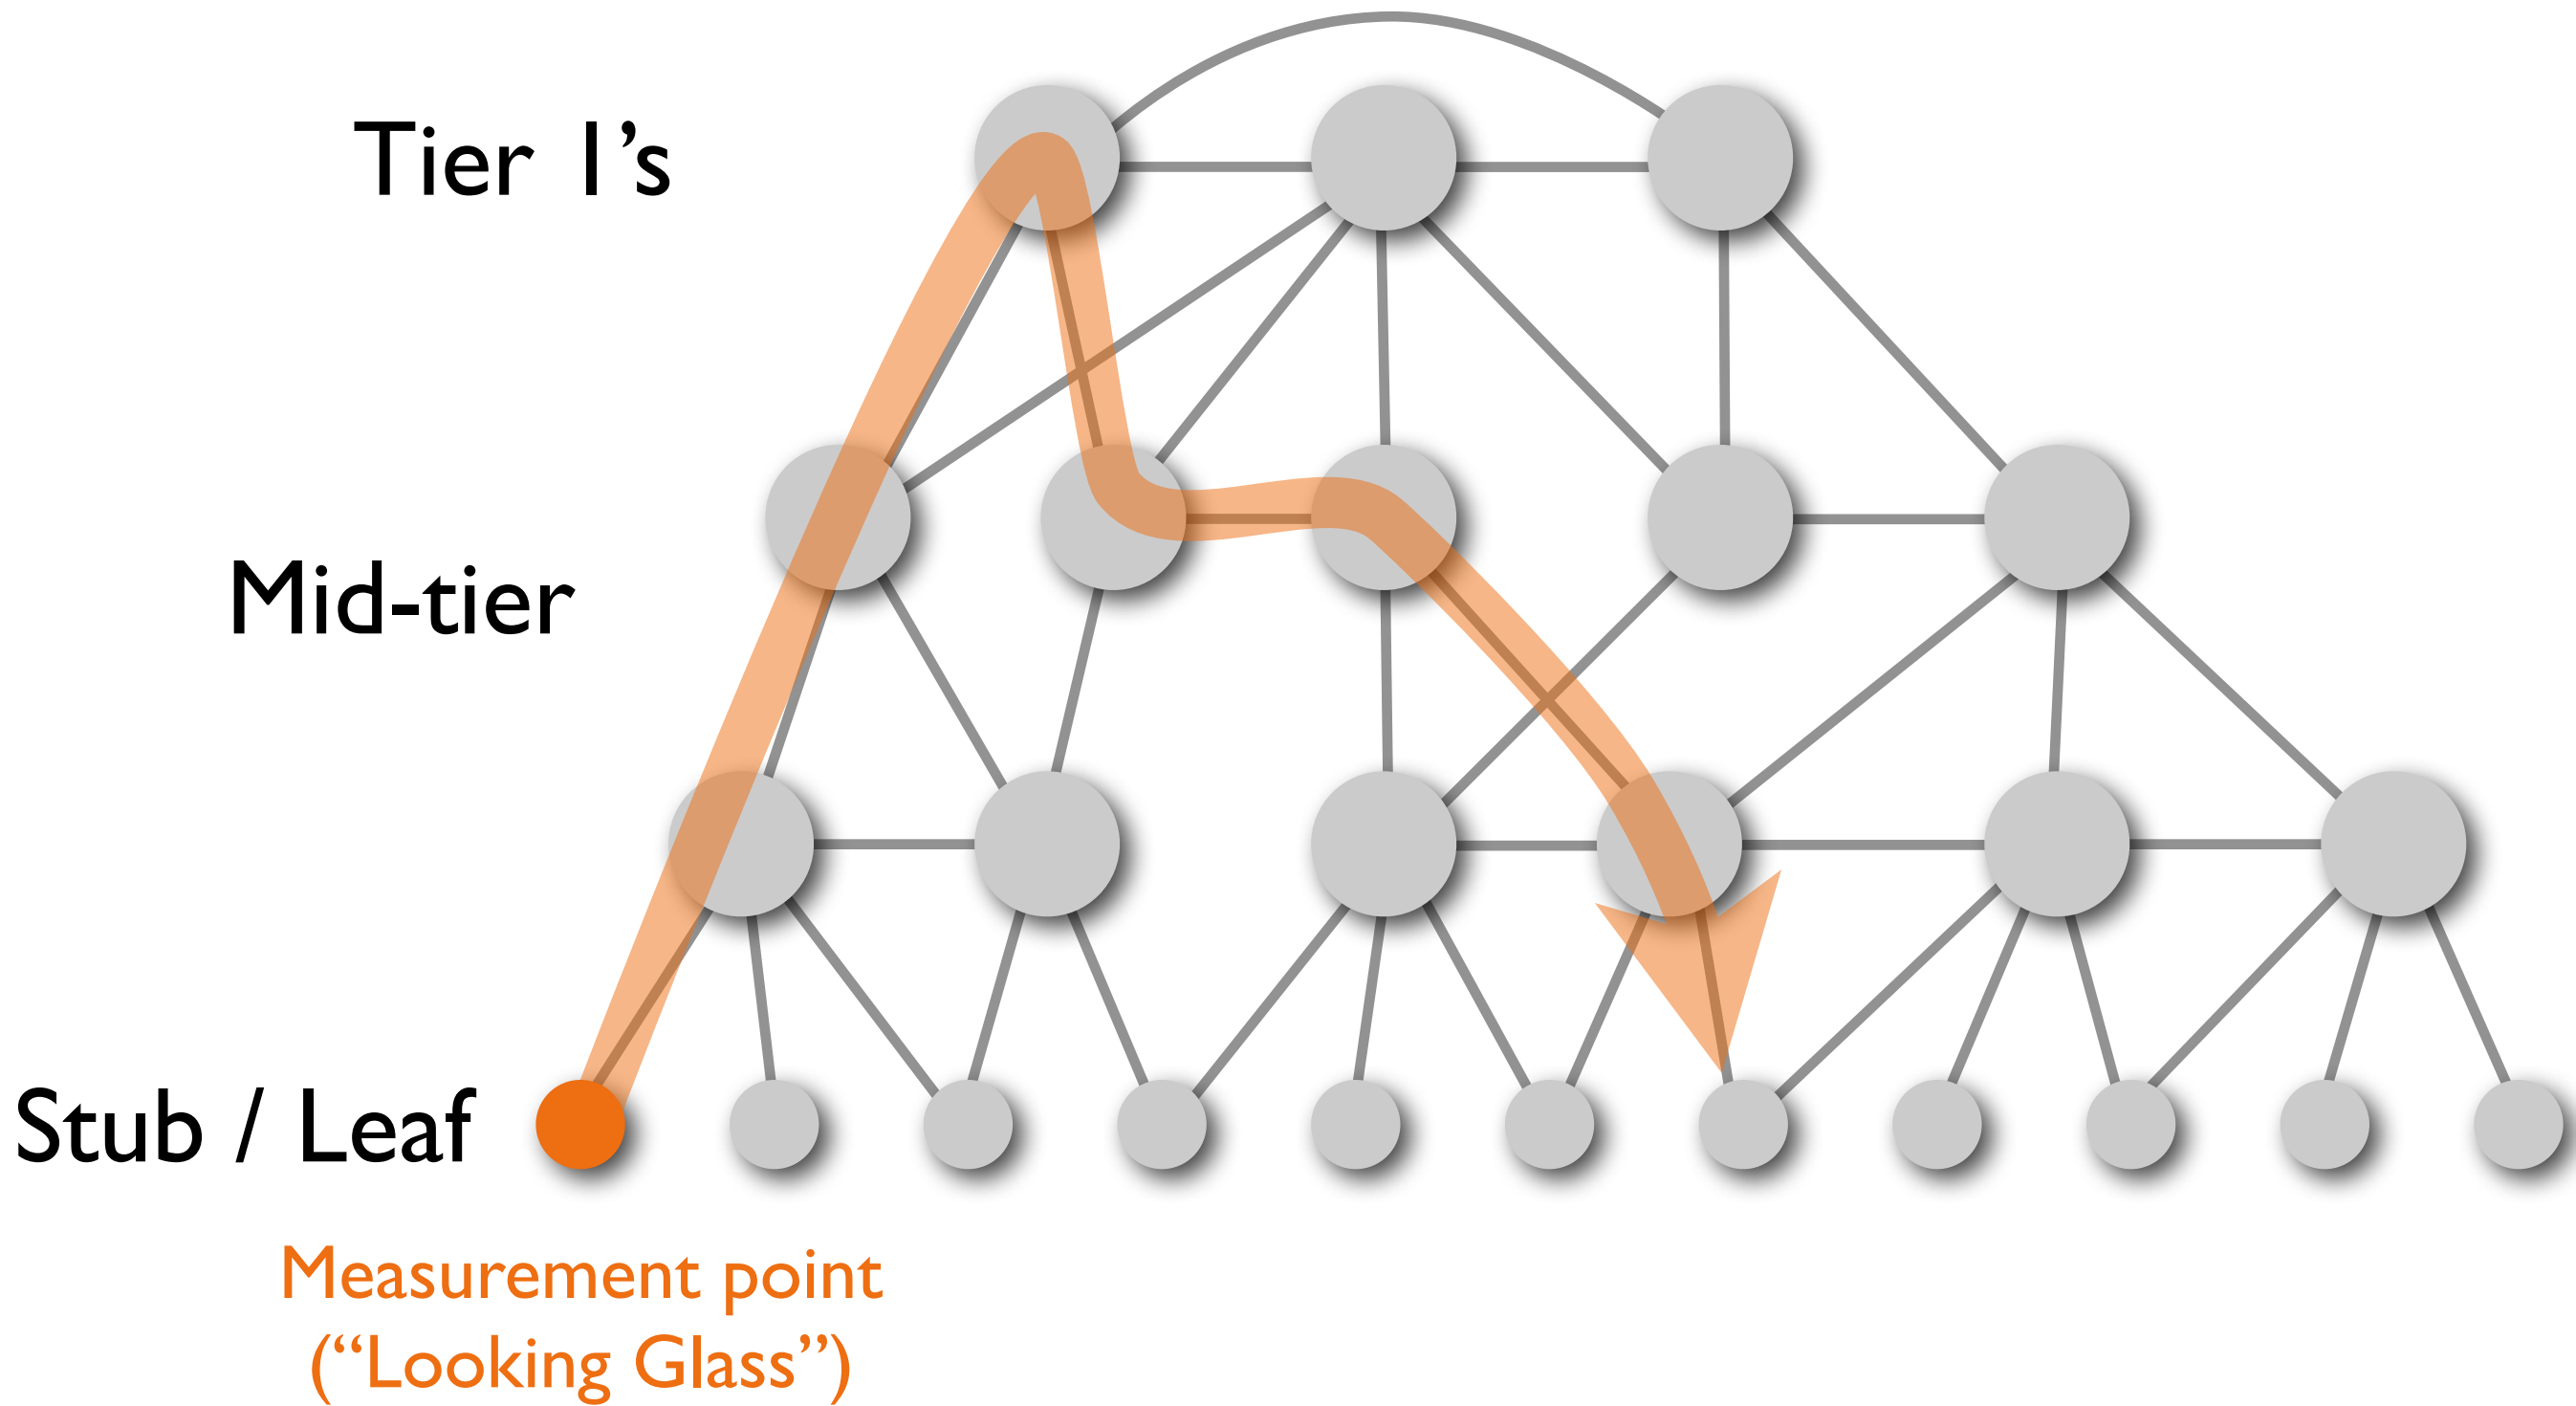 Tier 1’s
Mid-tier
Stub / Leaf
Measurement point
(“Looking Glass”)